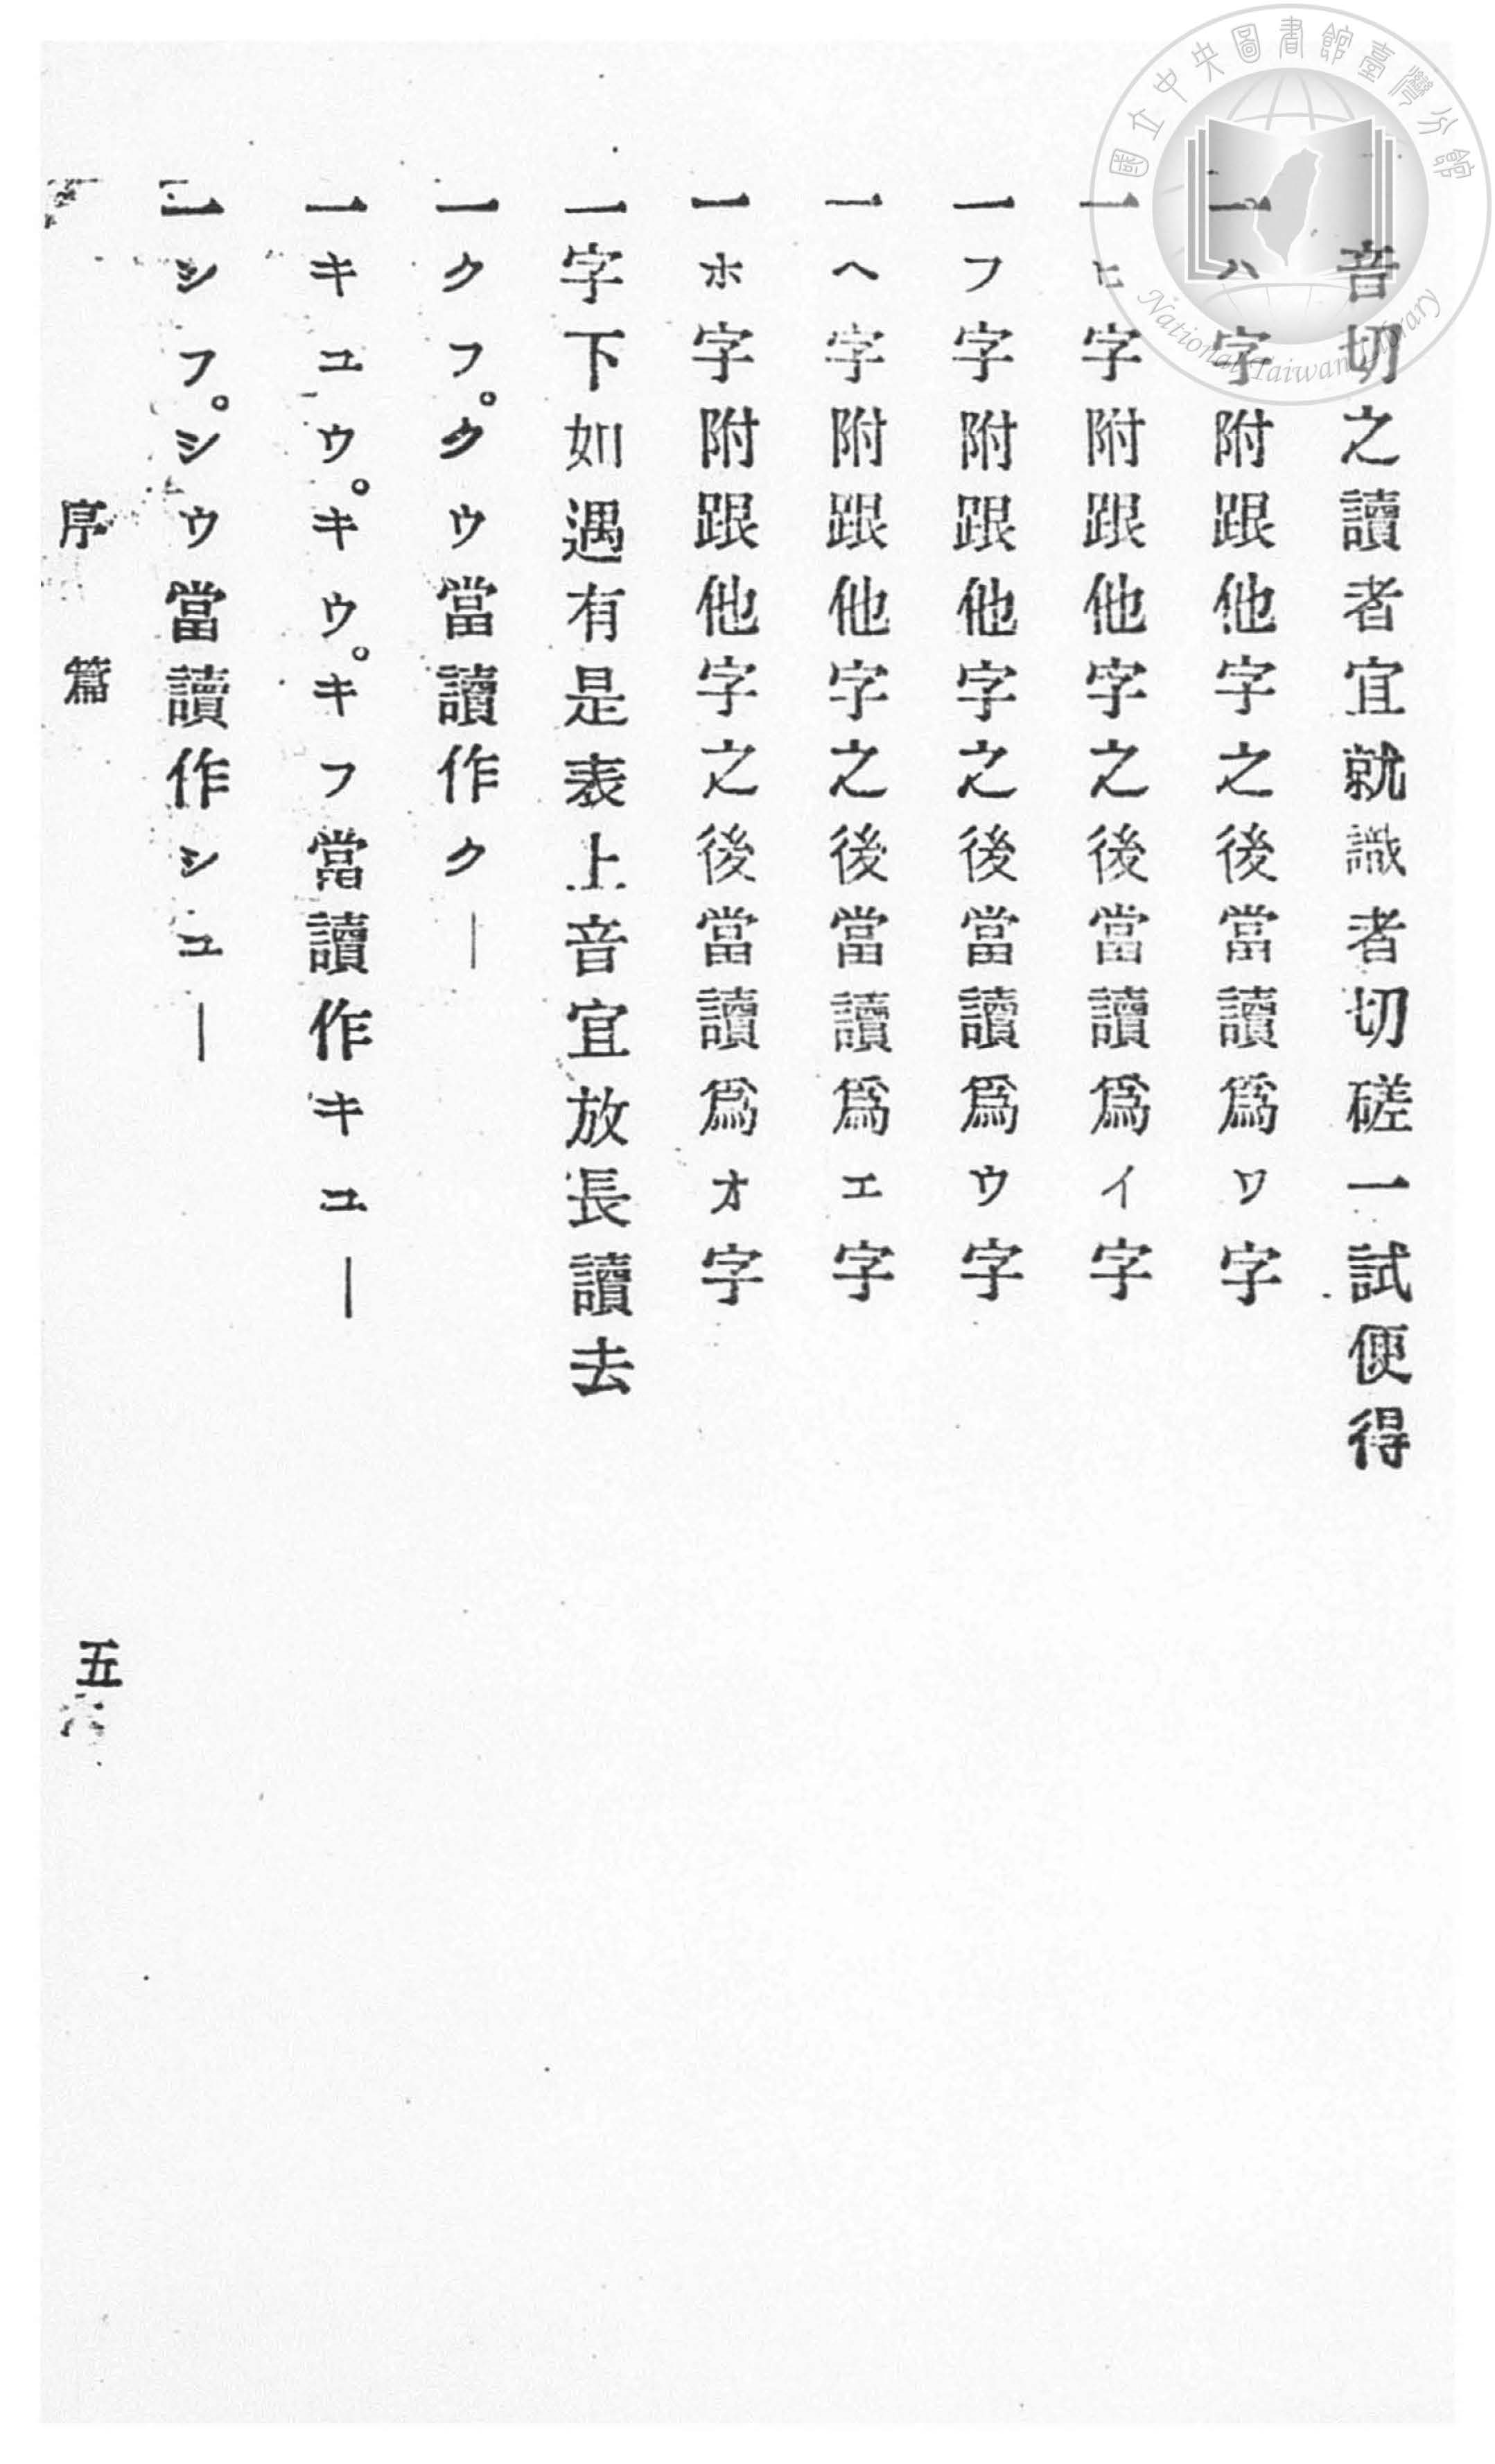 音切之讀者宜就識者切磋一試便得
一ハ字附跟他字之後當讀爲ワ字
一ヒ字附跟他字之後當讀爲イ字
一フ字附跟他字之後當讀爲ウ字
一ヘ字附跟他字之後當讀爲エ字
一ホ字附跟他字之後當讀爲オ字
一字下如遇有是表上音宜放長讀去
一クフ。クウ當讀作クー
一キユウ。キウ。キフ當讀作キユー
一シフ。シウ當讀作シユー
序篇
五
國立中央圖書館臺灣分館
National Taiwan Library